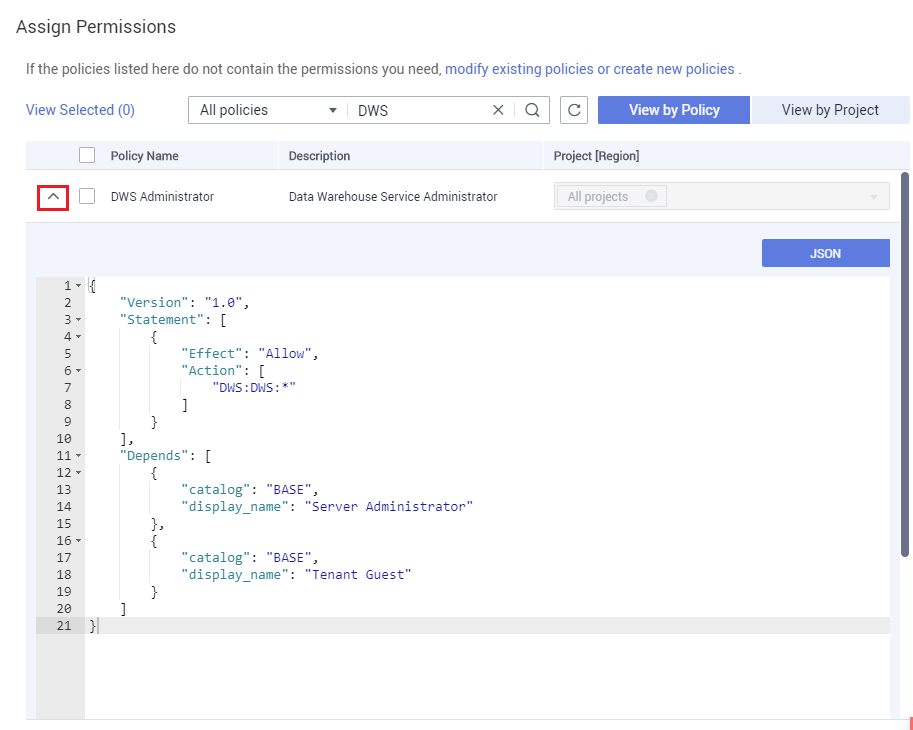 Assign Permissions
If the policies listed here do not contain the permissions you need, modify existing policies or create new policies .
View Selected (0) All policies DWS View by Policy View by Project
Policy Name Description Project [Region]
DWS Administrator Data Warehouse Service Administrator All projects
JSON
1 {
2 "Version": "1.0",
3 "Statement": [
4 {
5 "Effect": "Allow",
6 "Action": [
7 "DWS:DWS:*"
8 ]
9 }
10 ],
11 "Depends": [
12 {
13 "catalog": "BASE",
14 "display_name": "Server Administrator"
15 },
16 {
17 "catalog": "BASE",
18 "display_name": "Tenant Guest"
19 }
20 ]
21 }